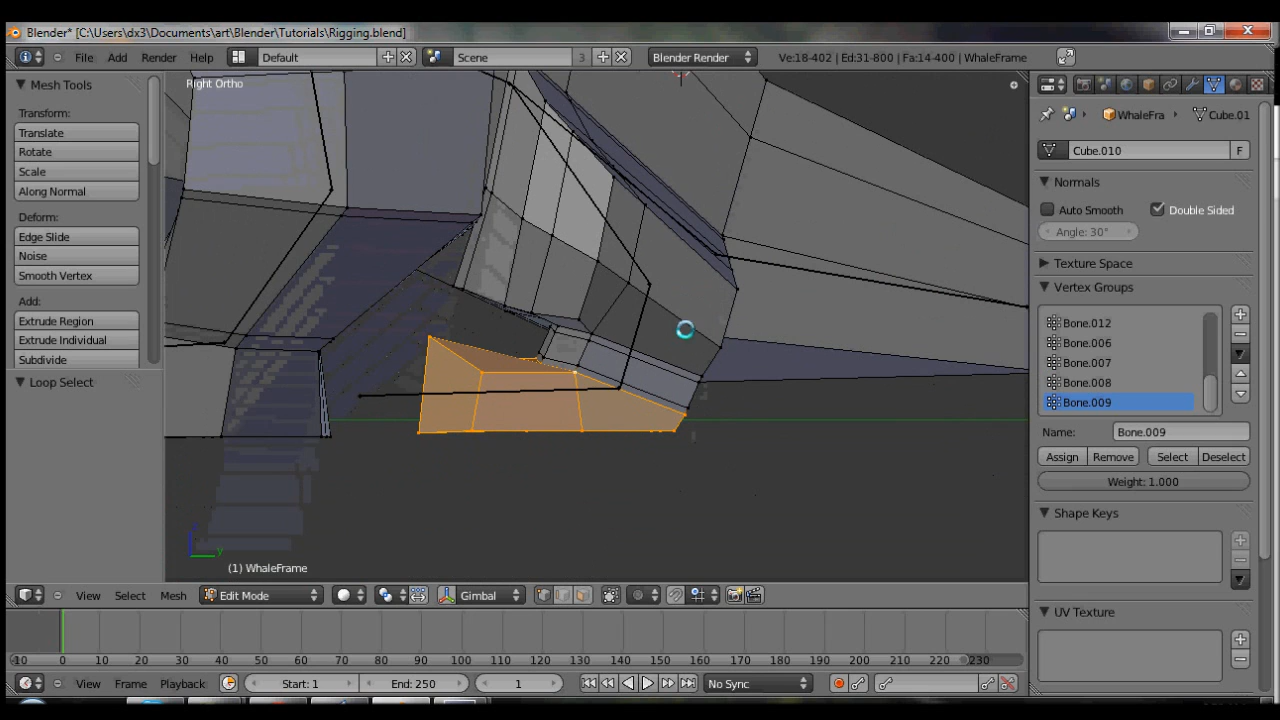 Blender* [C:\Users\dx3\Documents\art\Blender\Tutorials\Rigging.blend]
File Add Render Help Default Scene 3 Blender Render Ve:18-402 | Ed:31-800 | Fa:14-400 | WhaleFrame
Mesh Tools
Transform:
Translate
Rotate
Scale
Along Normal
Deform:
Edge Slide
Noise
Smooth Vertex
Add:
Extrude Region
Extrude Individual
Subdivide
Loop Select
Right Ortho
z
y
(1) WhaleFrame
WhaleFra Cube.01
Cube.010 F
Normals
Auto Smooth Double Sided
Angle: 30°
Texture Space
Vertex Groups
Bone.012
Bone.006
Bone.007
Bone.008
Bone.009
Name: Bone.009
Assign Remove Select Deselect
Weight: 1.000
Shape Keys
UV Texture
View Select Mesh Edit Mode Gimbal
-10 0 10 20 30 40 50 60 70 80 90 100 110 120 130 140 150 160 170 180 190 200 210 220 230
View Frame Playback Start: 1 End: 250 1 No Sync